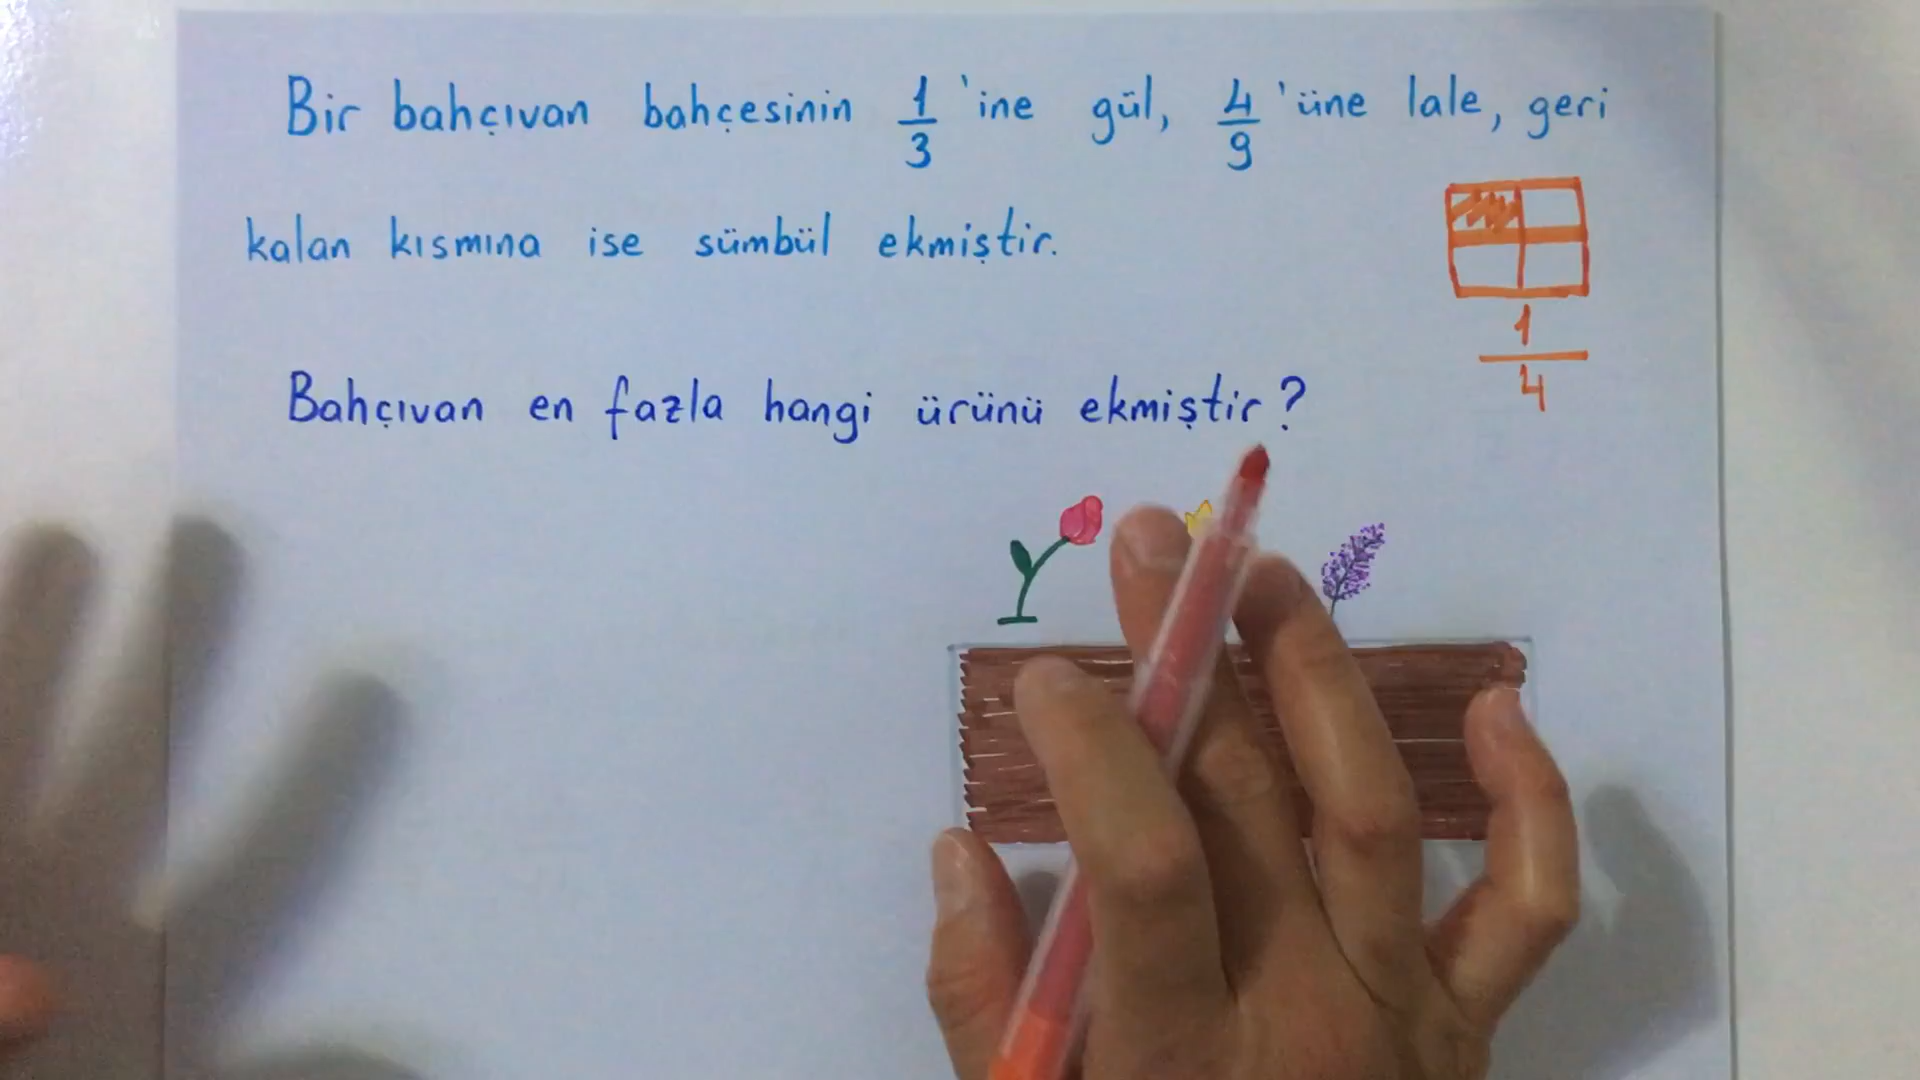 Bir bahçıvan bahçesinin 1/3 'ine gül, 4/9 'üne lale, geri
kalan kısmına ise sümbül ekmiştir.
1/4
Bahçıvan en fazla hangi ürünü ekmiştir?